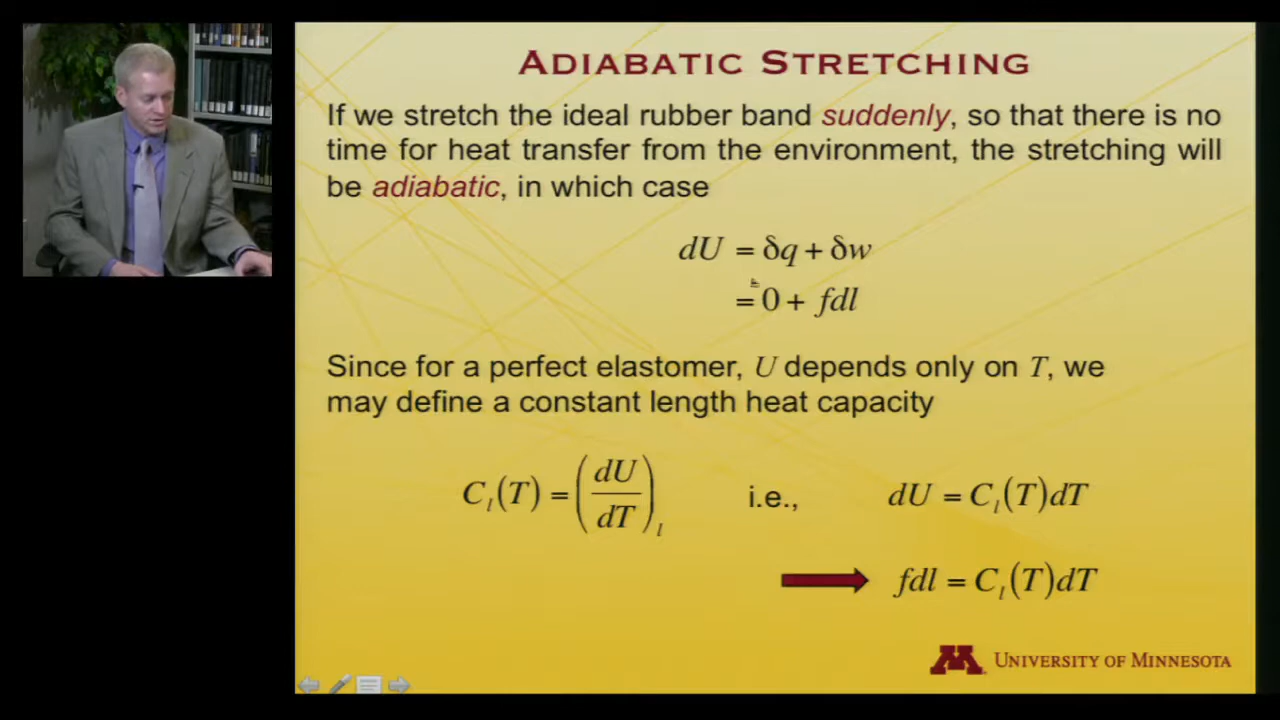 ADIABATIC STRETCHING
If we stretch the ideal rubber band suddenly, so that there is no
time for heat transfer from the environment, the stretching will
be adiabatic, in which case
dU = δq + δw
= 0 + fdl
Since for a perfect elastomer, U depends only on T, we
may define a constant length heat capacity
C_l(T) = (dU/dT)_l i.e., dU = C_l(T)dT
fdl = C_l(T)dT
M UNIVERSITY OF MINNESOTA